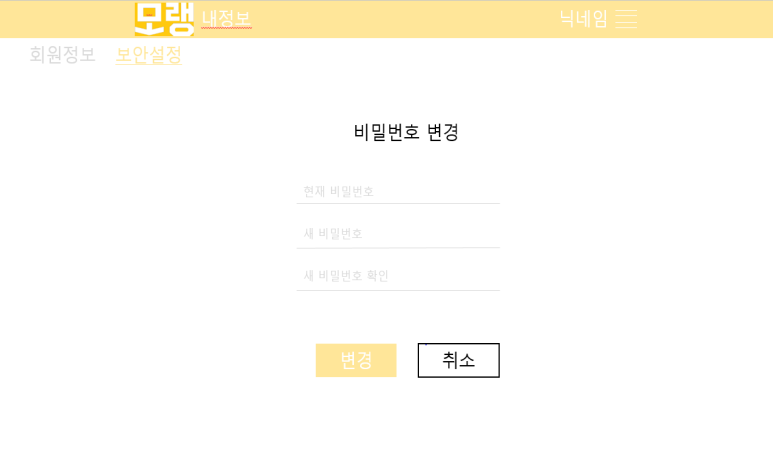 모랭 내정보 닉네임
회원정보 보안설정
비밀번호 변경
현재 비밀번호
새 비밀번호
새 비밀번호 확인
변경 취소